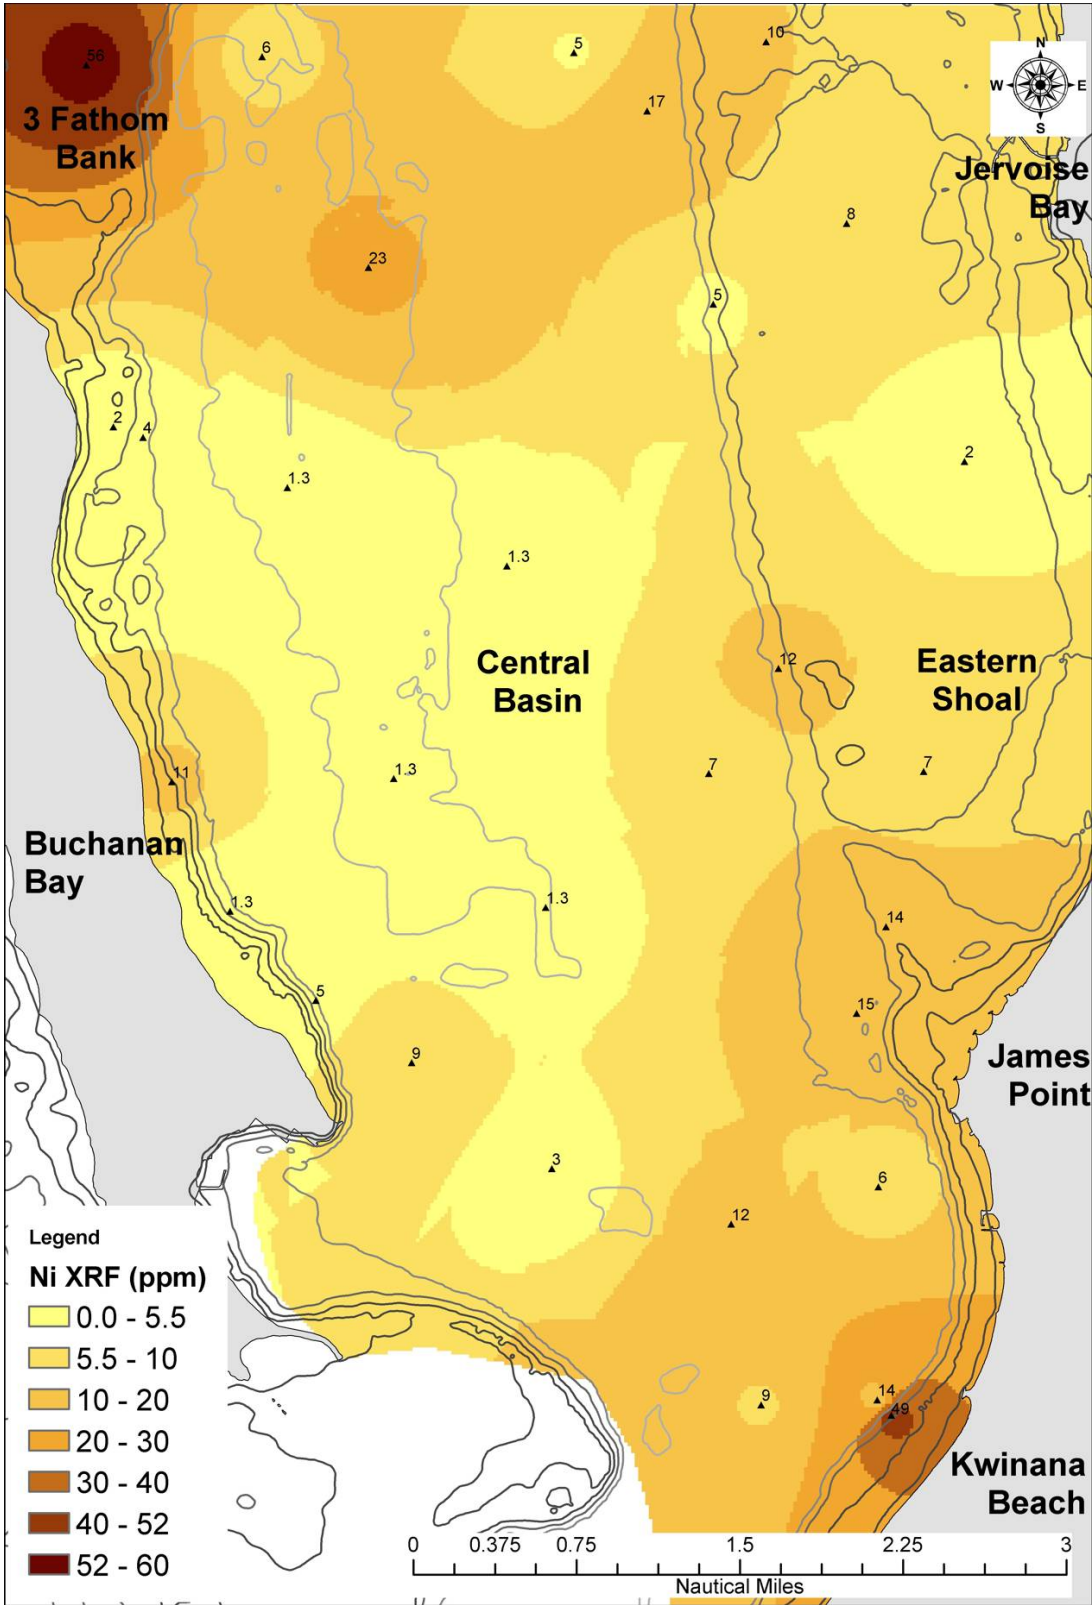 56
6
5
10
N
W E
S
3 Fathom
Bank
17
Jervoise
Bay
8
23
5
2
4
2
1.3
1.3
Central
Basin
12
Eastern
Shoal
11
1.3
7
7
Buchanan
Bay
1.3
1.3
14
5
15
9
James
Point
3
6
12
Legend
Ni XRF (ppm)
0.0 - 5.5
5.5 - 10
10 - 20
20 - 30
30 - 40
40 - 52
52 - 60
9
14
49
Kwinana
Beach
0 0.375 0.75 1.5 2.25 3
Nautical Miles